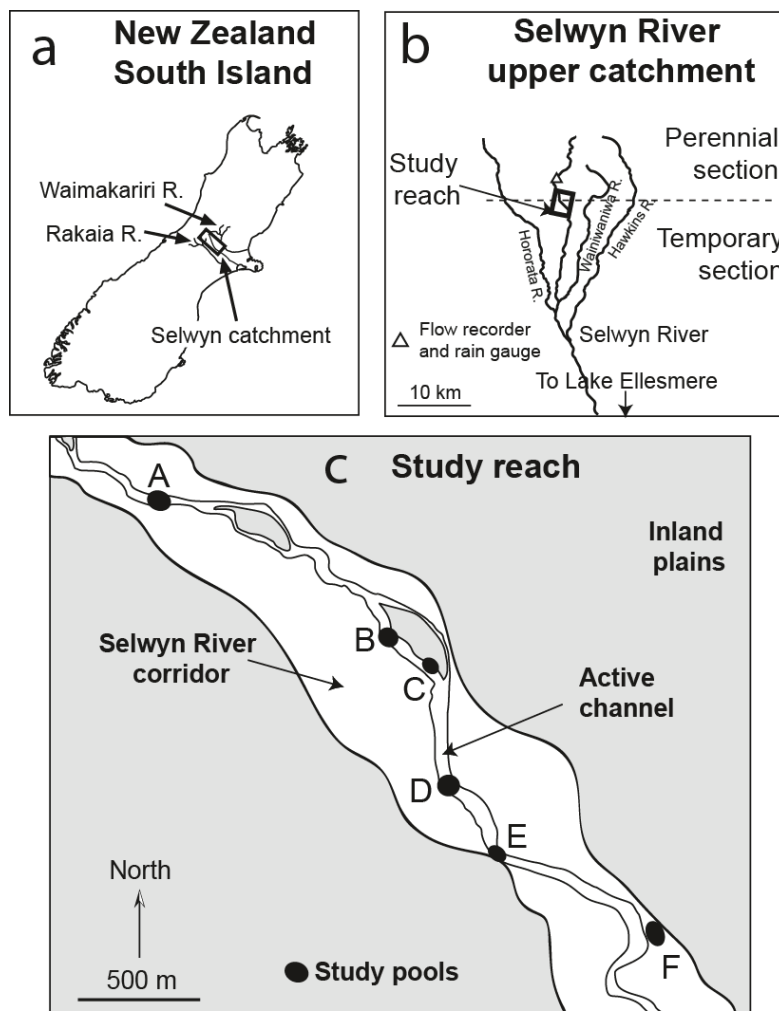 a
New Zealand
South Island
Waimakariri R.
Rakaia R.
Selwyn catchment
b
Selwyn River
upper catchment
Perennial
section
Study
reach
Temporary
section
Hororata R.
Wainiwaniwa R.
Hawkins R.
Flow recorder
and rain gauge
Selwyn River
10 km
To Lake Ellesmere
C Study reach
A
Inland
plains
B
Selwyn River
corridor
C
Active
channel
D
E
North
F
500 m
Study pools